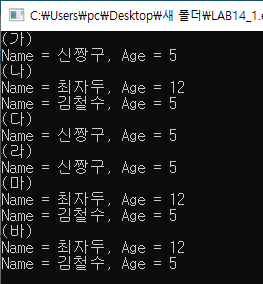 C:₩Users₩pc₩Desktop₩새 폴더₩LAB14_1.e
(가)
Name = 신짱구, Age = 5
(나)
Name = 최자두, Age = 12
Name = 김철수, Age = 5
(다)
Name = 신짱구, Age = 5
(라)
Name = 신짱구, Age = 5
(마)
Name = 최자두, Age = 12
Name = 김철수, Age = 5
(바)
Name = 최자두, Age = 12
Name = 김철수, Age = 5